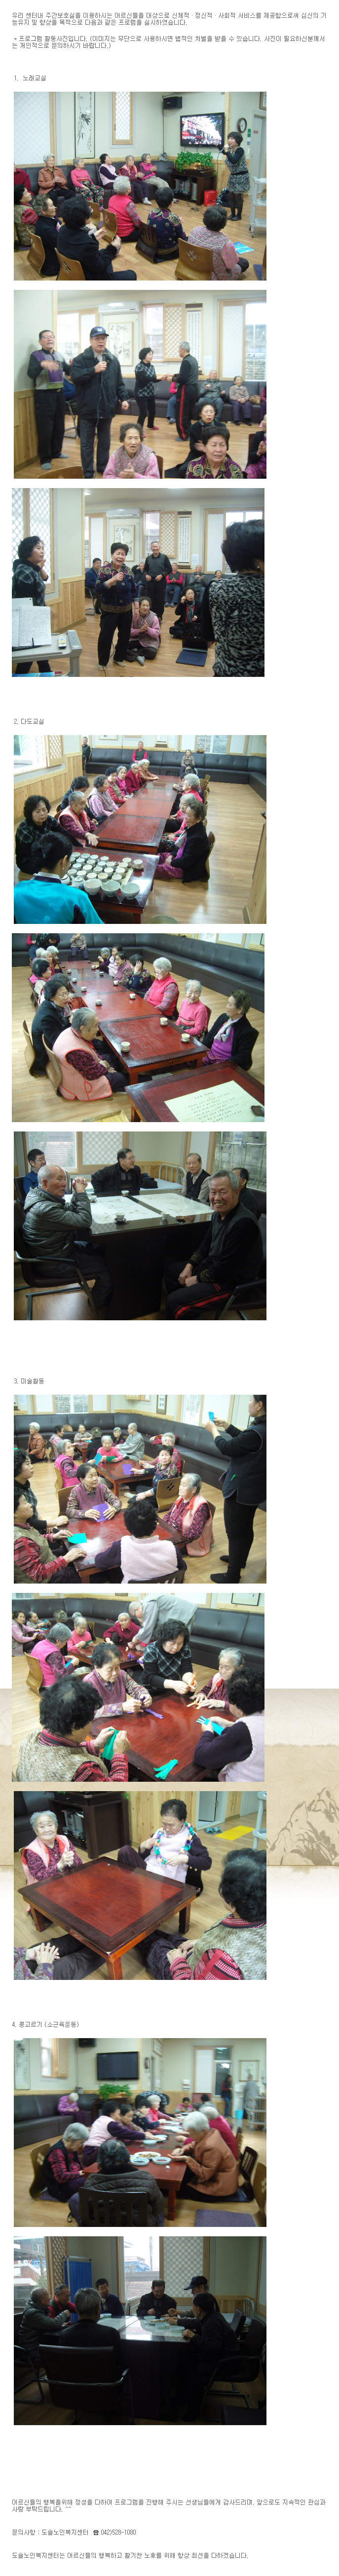 우리 센터내 주간보호실을 이용하시는 어르신들을 대상으로 신체적 · 정신적 · 사회적 서비스를 제공함으로써 심신의 기
능유지 및 향상을 목적으로 다음과 같은 프로램을 실시하였습니다.
* 프로그램 활동사진입니다. (이미지는 무단으로 사용하시면 법적인 처벌을 받을 수 있습니다. 사진이 필요하신분께서
는 개인적으로 문의하시기 바랍니다.)
1. 노래교실
2. 다도교실
3. 미술활동
4. 콩고르기 (소근육운동)
어르신들의 행복을위해 정성을 다하여 프로그램을 진행해 주시는 선생님들에게 감사드리며, 앞으로도 지속적인 관심과
사랑 부탁드립니다. ^^
문의사항 : 도솔노인복지센터 ☎ 042)528-1080
도솔노인복지센터는 어르신들의 행복하고 활기찬 노후를 위해 항상 최선을 다하겠습니다.